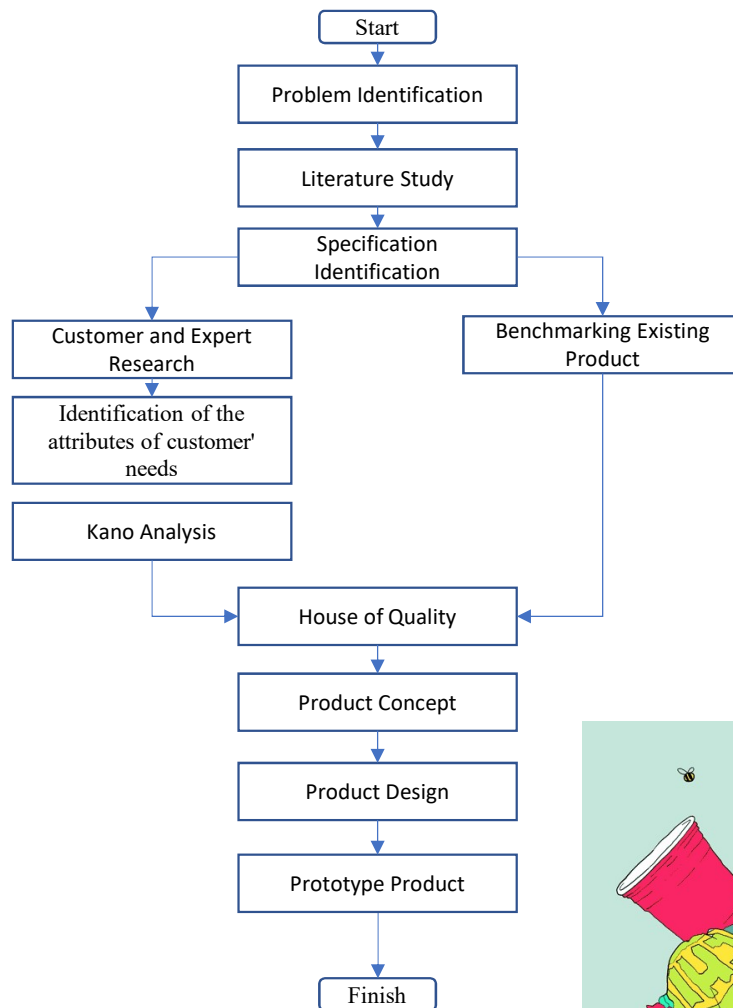 Start
Problem Identification
Literature Study
Specification
Identification
Customer and Expert
Research
Benchmarking Existing
Product
Identification of the
attributes of customer'
needs
Kano Analysis
House of Quality
Product Concept
Product Design
Prototype Product
Finish